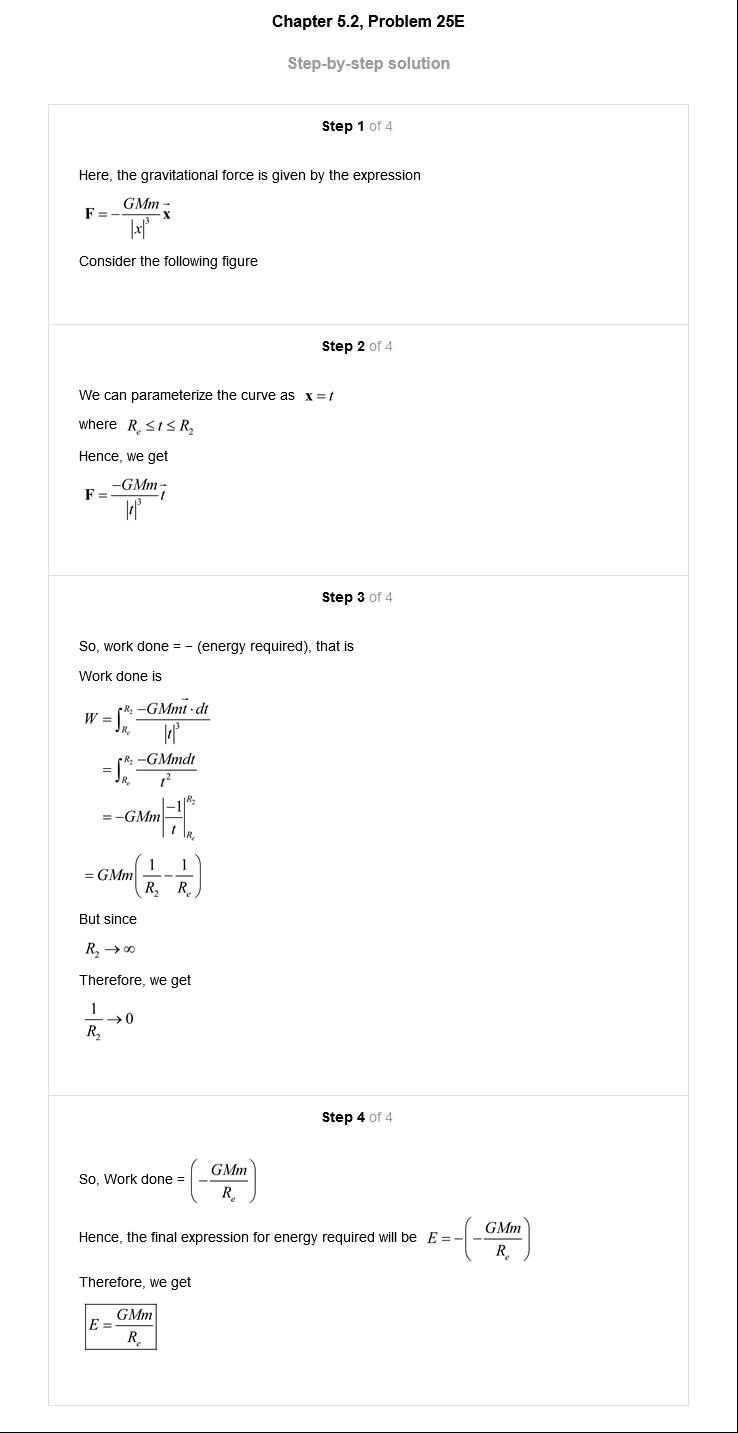 Chapter 5.2, Problem 25E
Step-by-step solution
Step 1 of 4
Here, the gravitational force is given by the expression
$\mathbf{F} = -\frac{GMm}{|x|^3}\vec{\mathbf{x}}$
Consider the following figure
Step 2 of 4
We can parameterize the curve as $\mathbf{x} = t$
where $R_e \le t \le R_2$
Hence, we get
$\mathbf{F} = \frac{-GMm}{|t|^3}\vec{t}$
Step 3 of 4
So, work done = − (energy required), that is
Work done is
$W = \int_{R_e}^{R_2} \frac{-GMm\vec{t} \cdot dt}{|t|^3}$
$= \int_{R_e}^{R_2} \frac{-GMmdt}{t^2}$
$= -GMm\left|\frac{-1}{t}\right|_{R_e}^{R_2}$
$= GMm\left(\frac{1}{R_2} - \frac{1}{R_e}\right)$
But since
$R_2 \to \infty$
Therefore, we get
$\frac{1}{R_2} \to 0$
Step 4 of 4
So, Work done = $\left(-\frac{GMm}{R_e}\right)$
Hence, the final expression for energy required will be $E = -\left(-\frac{GMm}{R_e}\right)$
Therefore, we get
$E = \frac{GMm}{R_e}$